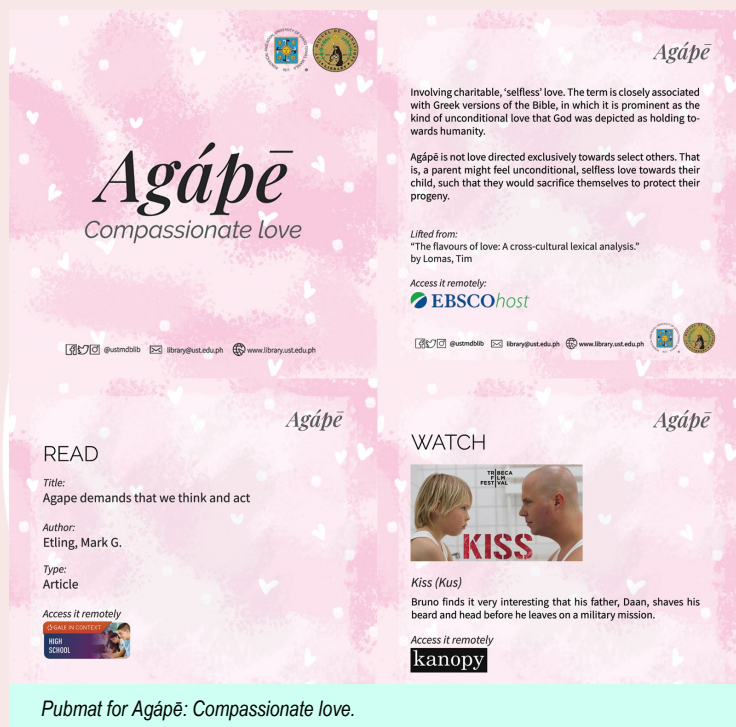 Agápē
Compassionate love
@ustmdblib library@ust.edu.ph www.library.ust.edu.ph
Agápē
Involving charitable, ‘selfless’ love. The term is closely associated
with Greek versions of the Bible, in which it is prominent as the
kind of unconditional love that God was depicted as holding to-
wards humanity.
Agápē is not love directed exclusively towards select others. That
is, a parent might feel unconditional, selfless love towards their
child, such that they would sacrifice themselves to protect their
progeny.
Lifted from:
“The flavours of love: A cross-cultural lexical analysis.”
by Lomas, Tim
Access it remotely:
EBSCOhost
@ustmdblib library@ust.edu.ph www.library.ust.edu.ph
Agápē
READ
Title:
Agape demands that we think and act
Author:
Etling, Mark G.
Type:
Article
Access it remotely
GALE IN CONTEXT
HIGH
SCHOOL
Agápē
WATCH
TRIBECA
FILM
FESTIVAL
KISS
Kiss (Kus)
Bruno finds it very interesting that his father, Daan, shaves his
beard and head before he leaves on a military mission.
Access it remotely
kanopy
Pubmat for Agápē: Compassionate love.